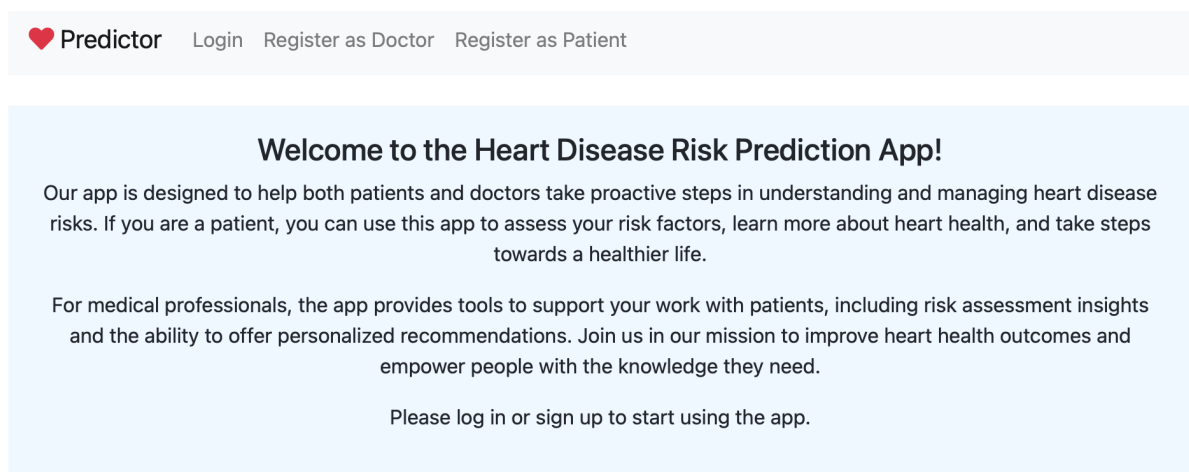 Predictor Login Register as Doctor Register as Patient
Welcome to the Heart Disease Risk Prediction App!
Our app is designed to help both patients and doctors take proactive steps in understanding and managing heart disease
risks. If you are a patient, you can use this app to assess your risk factors, learn more about heart health, and take steps
towards a healthier life.
For medical professionals, the app provides tools to support your work with patients, including risk assessment insights
and the ability to offer personalized recommendations. Join us in our mission to improve heart health outcomes and
empower people with the knowledge they need.
Please log in or sign up to start using the app.